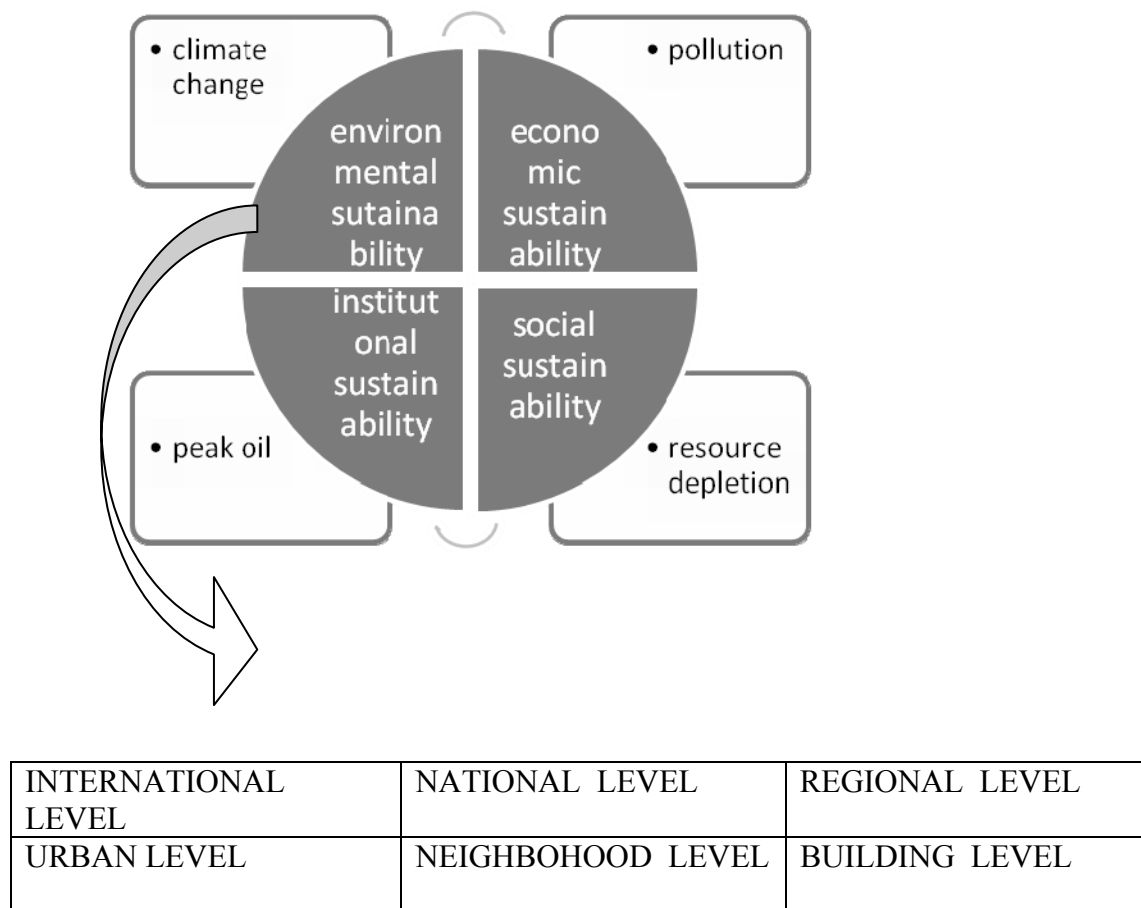 • climate
change
• pollution
environ
mental
sutaina
bility
econo
mic
sustain
ability
institut
onal
sustain
ability
social
sustain
ability
• peak oil
• resource
depletion
INTERNATIONAL
LEVEL
NATIONAL LEVEL
REGIONAL LEVEL
URBAN LEVEL
NEIGHBOHOOD LEVEL
BUILDING LEVEL